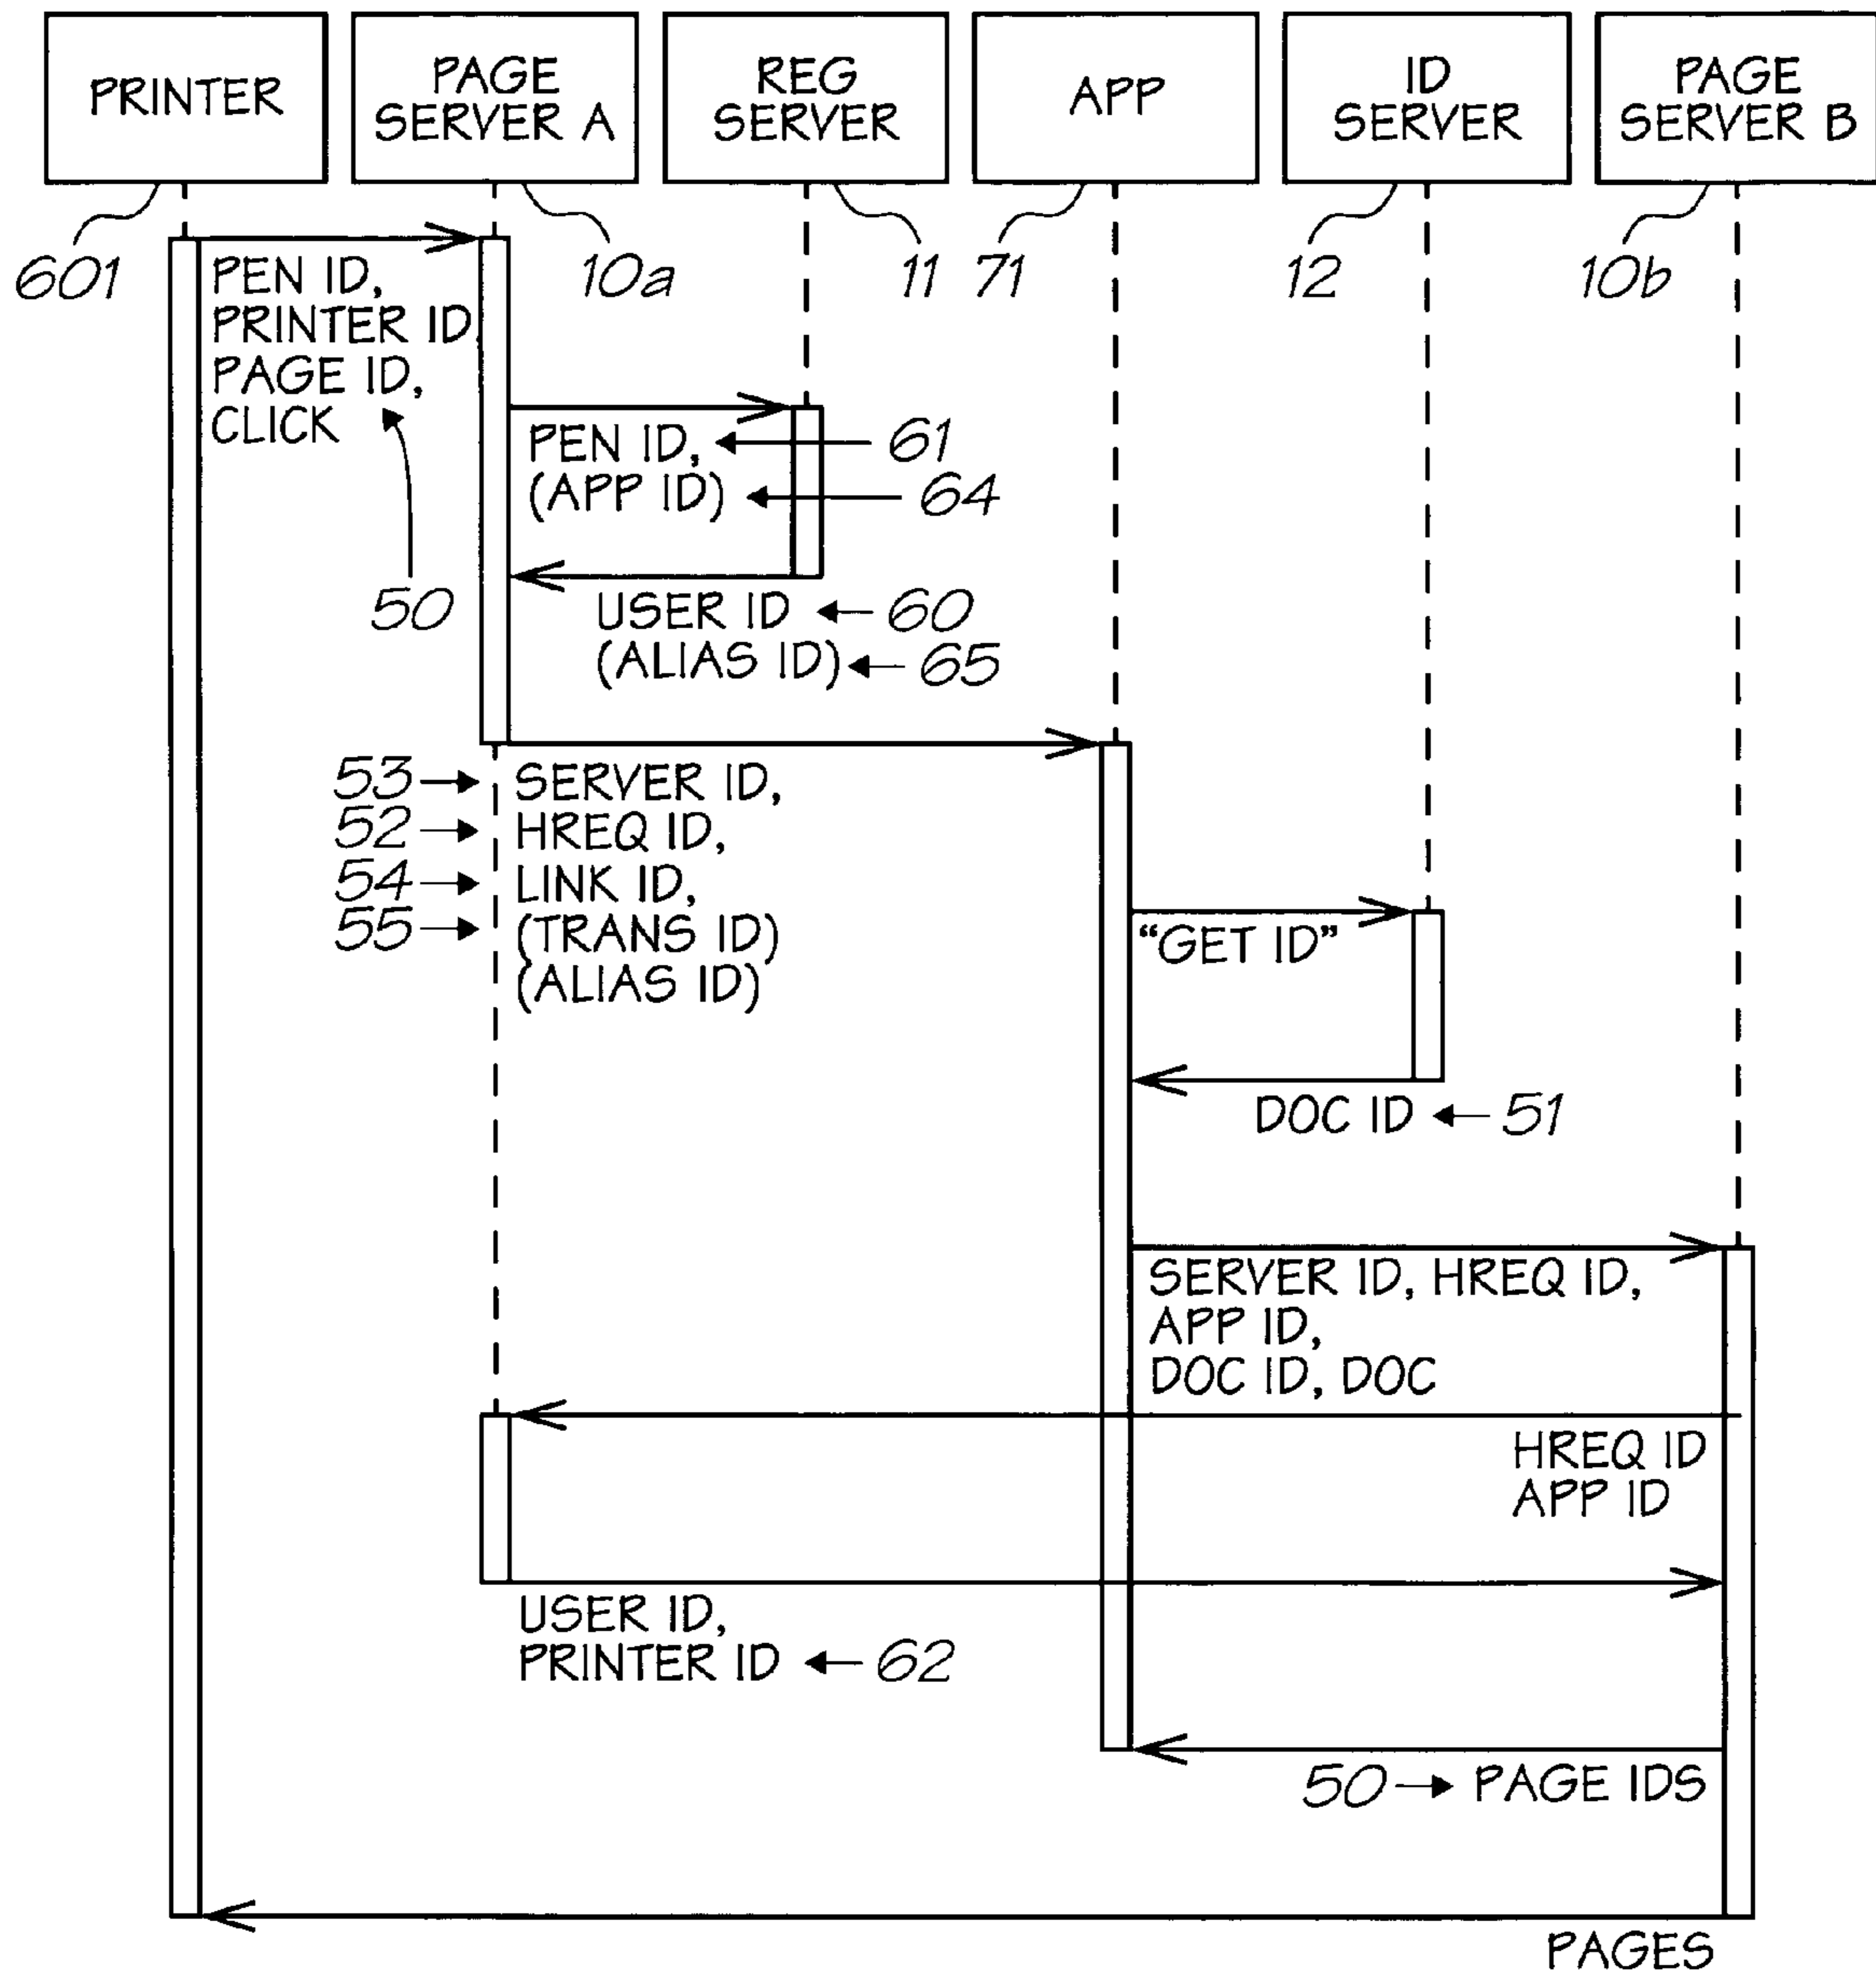 PRINTER
PAGE
SERVER A
REG
SERVER
APP
ID
SERVER
PAGE
SERVER B
601
10a
11
71
12
10b
PEN ID,
PRINTER ID
PAGE ID,
CLICK
50
PEN ID,
61
(APP ID)
64
USER ID
60
(ALIAS ID)
65
53
SERVER ID,
52
HREQ ID,
54
LINK ID,
55
(TRANS ID)
(ALIAS ID)
“GET ID”
DOC ID
51
SERVER ID, HREQ ID,
APP ID,
DOC ID, DOC
HREQ ID
APP ID
USER ID,
PRINTER ID
62
50
PAGE IDS
PAGES